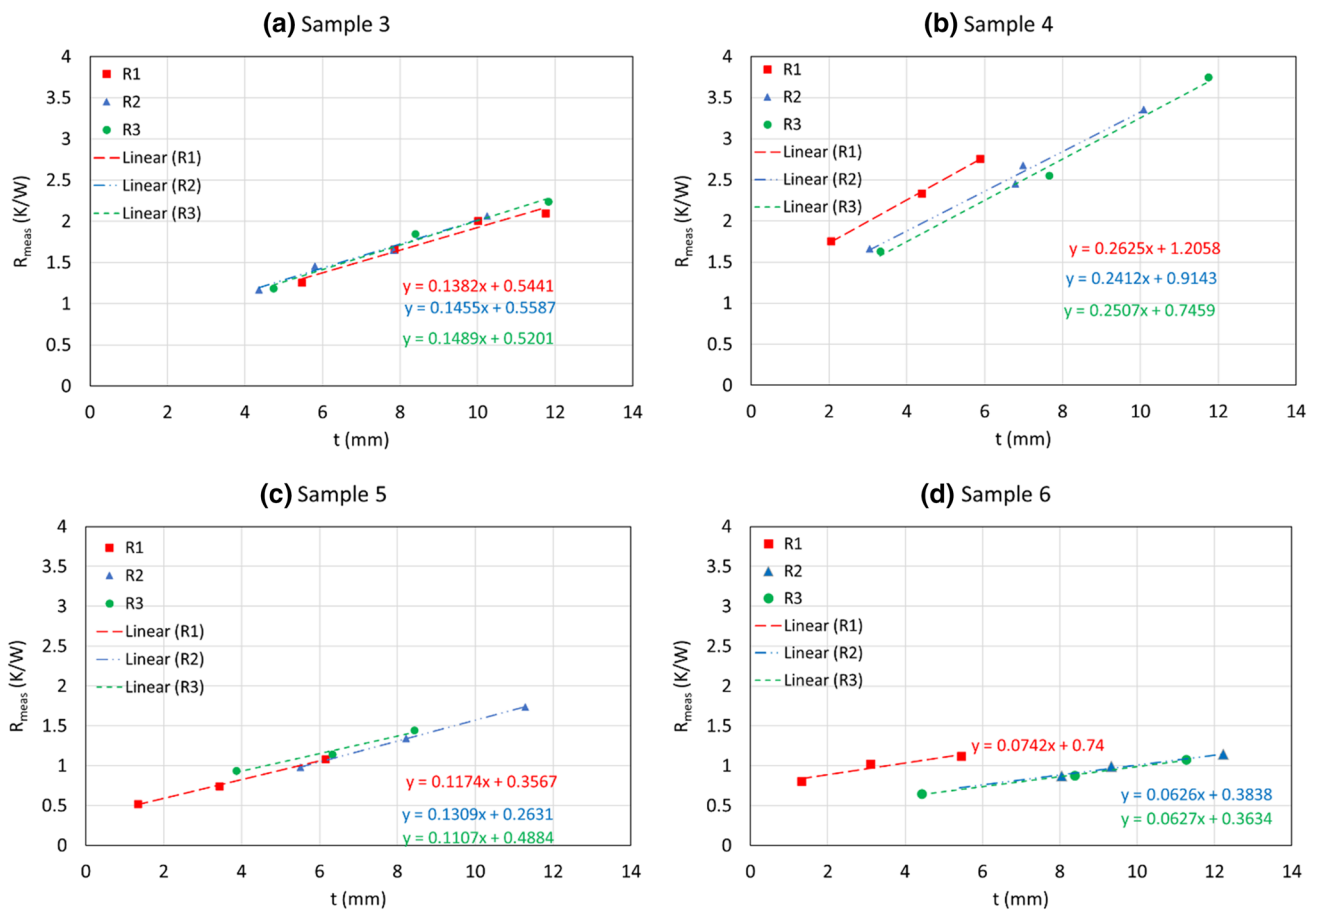 (a) Sample 3
4
3.5
3
2.5
2
1.5
1
0.5
0
R1
R2
R3
Linear (R1)
Linear (R2)
Linear (R3)
y = 0.1382x + 0.5441
y = 0.1455x + 0.5587
y = 0.1489x + 0.5201
0 2 4 6 8 10 12 14
t (mm)
Rmeas (K/W)
(b) Sample 4
4
3.5
3
2.5
2
1.5
1
0.5
0
R1
R2
R3
Linear (R1)
Linear (R2)
Linear (R3)
y = 0.2625x + 1.2058
y = 0.2412x + 0.9143
y = 0.2507x + 0.7459
0 2 4 6 8 10 12 14
t (mm)
Rmeas (K/W)
(c) Sample 5
4
3.5
3
2.5
2
1.5
1
0.5
0
R1
R2
R3
Linear (R1)
Linear (R2)
Linear (R3)
y = 0.1174x + 0.3567
y = 0.1309x + 0.2631
y = 0.1107x + 0.4884
0 2 4 6 8 10 12 14
t (mm)
Rmeas (K/W)
(d) Sample 6
4
3.5
3
2.5
2
1.5
1
0.5
0
R1
R2
R3
Linear (R1)
Linear (R2)
Linear (R3)
y = 0.0742x + 0.74
y = 0.0626x + 0.3838
y = 0.0627x + 0.3634
0 2 4 6 8 10 12 14
t (mm)
Rmeas (K/W)